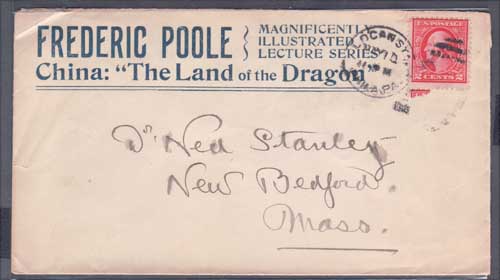 FREDERIC POOLE
MAGNIFICENTLY
ILLUSTRATED
LECTURE SERIES
China: "The Land of the Dragon"
U.S. POSTAGE
2 CENTS 2
Dr Ned Stanley
New Bedford.
Mass.